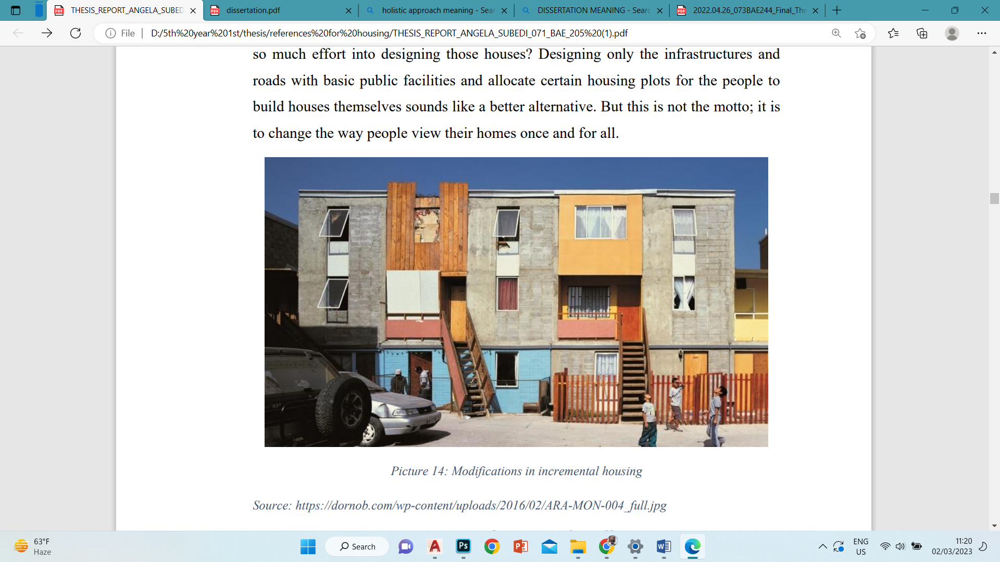 THESIS_REPORT_ANGELA_SUBED
dissertation.pdf
holistic approach meaning - Sear
DISSERTATION MEANING - Searc
2022.04.26_073BAE244_Final_The
File
D:/5th%20year%201st/thesis/references%20for%20housing/THESIS_REPORT_ANGELA_SUBEDI_071_BAE_205%20(1).pdf
so much effort into designing those houses? Designing only the infrastructures and
roads with basic public facilities and allocate certain housing plots for the people to
build houses themselves sounds like a better alternative. But this is not the motto; it is
to change the way people view their homes once and for all.
Picture 14: Modifications in incremental housing
Source: https://dornob.com/wp-content/uploads/2016/02/ARA-MON-004_full.jpg
63°F
Haze
Search
Ps
ENG
US
11:20
02/03/2023